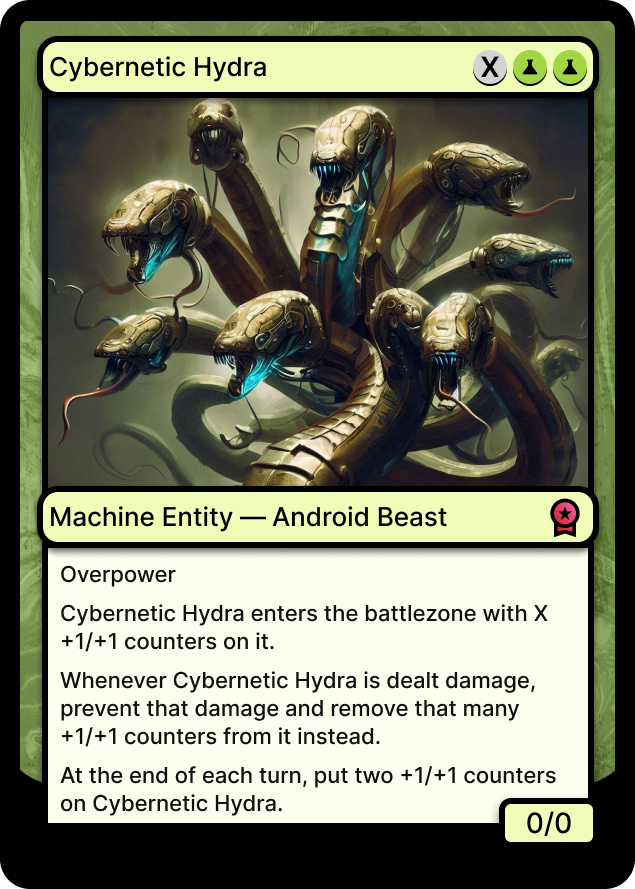 Cybernetic Hydra X
Machine Entity — Android Beast
Overpower
Cybernetic Hydra enters the battlezone with X
+1/+1 counters on it.
Whenever Cybernetic Hydra is dealt damage,
prevent that damage and remove that many
+1/+1 counters from it instead.
At the end of each turn, put two +1/+1 counters
on Cybernetic Hydra.
0/0